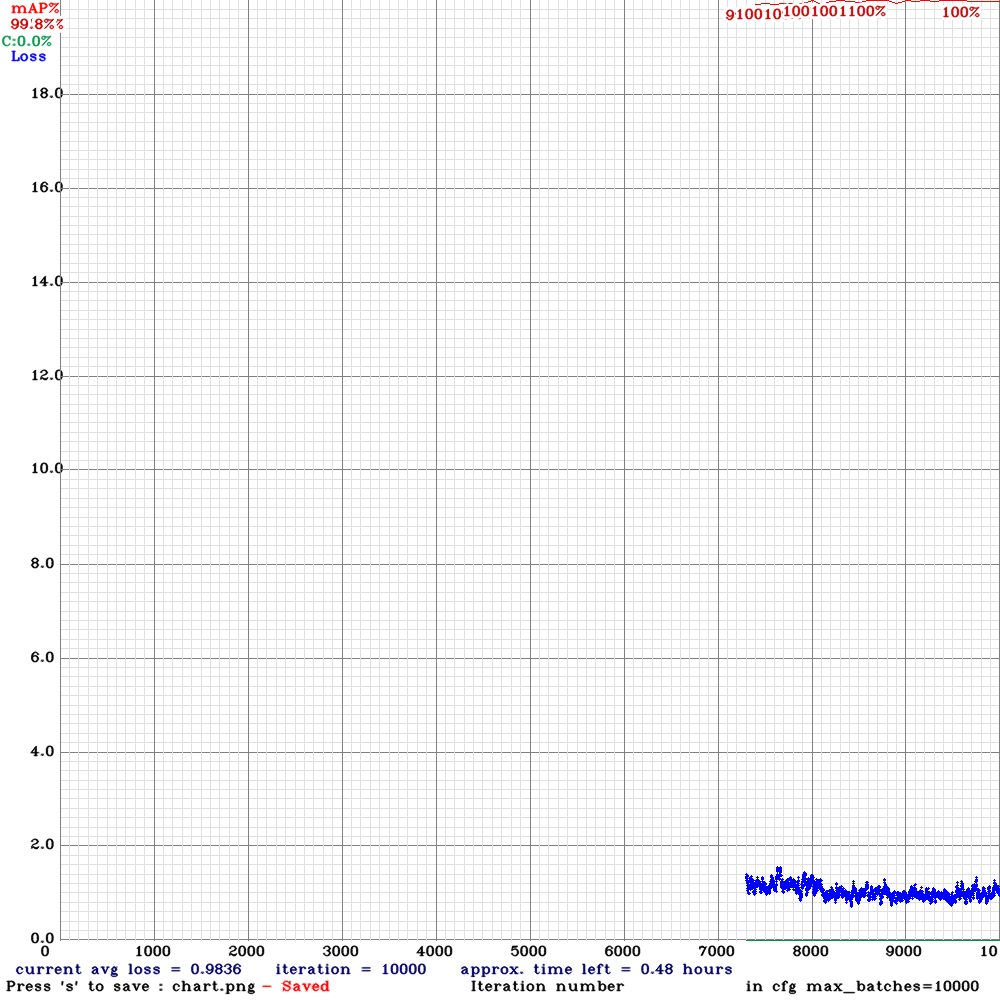 mAP%
99.8%
C:0.0%
Loss
100%
18.0
16.0
14.0
12.0
10.0
8.0
6.0
4.0
2.0
0.0
0 1000 2000 3000 4000 5000 6000 7000 8000 9000 10
current avg loss = 0.9836 iteration = 10000 approx. time left = 0.48 hours
Press 's' to save : chart.png - Saved Iteration number in cfg max_batches=10000